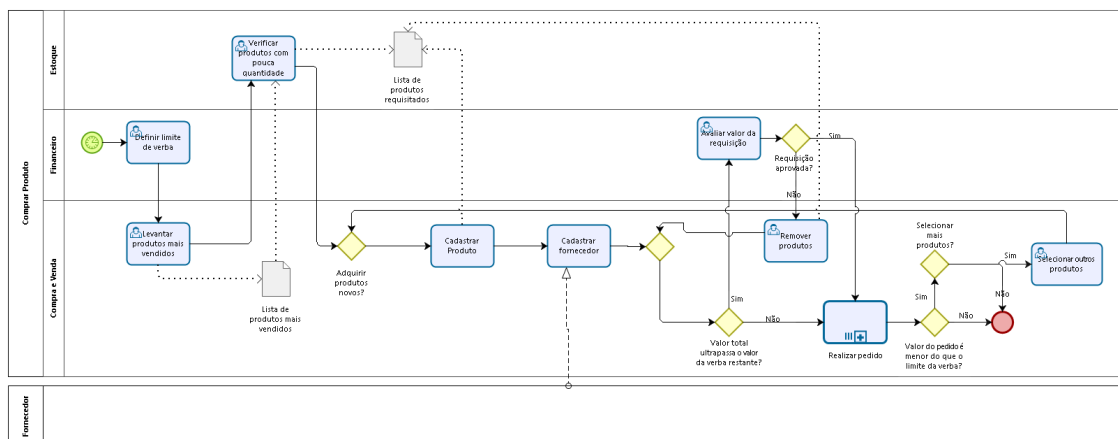 Comprar Produto
Estoque
Verificar
produtos com
pouca
quantidade
Lista de
produtos
requisitados
Financeiro
Definir limite
de verba
Avaliar valor da
requisição
Requisição
aprovada?
Sim
Não
Compra e Venda
Levantar
produtos mais
vendidos
Lista de
produtos mais
vendidos
Adquirir
produtos
novos?
Cadastrar
Produto
Cadastrar
fornecedor
Remover
produtos
Sim
Valor total
ultrapassa o valor
da verba restante?
Não
Realizar pedido
Selecionar
mais
produtos?
Sim
Não
Sim
Não
Valor do pedido é
menor do que o
limite da verba?
Selecionar outros
produtos
Fornecedor